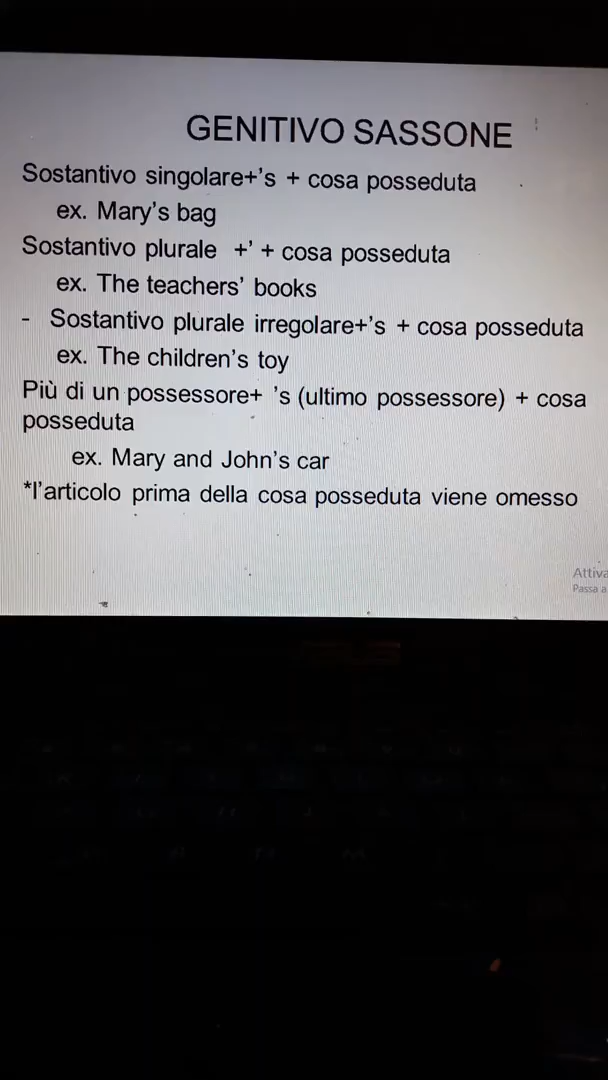 GENITIVO SASSONE
Sostantivo singolare+'s + cosa posseduta
ex. Mary's bag
Sostantivo plurale +' + cosa posseduta
ex. The teachers' books
- Sostantivo plurale irregolare+'s + cosa posseduta
ex. The children's toy
Più di un possessore+ 's (ultimo possessore) + cosa
posseduta
ex. Mary and John's car
*l'articolo prima della cosa posseduta viene omesso
Attiva
Passa a